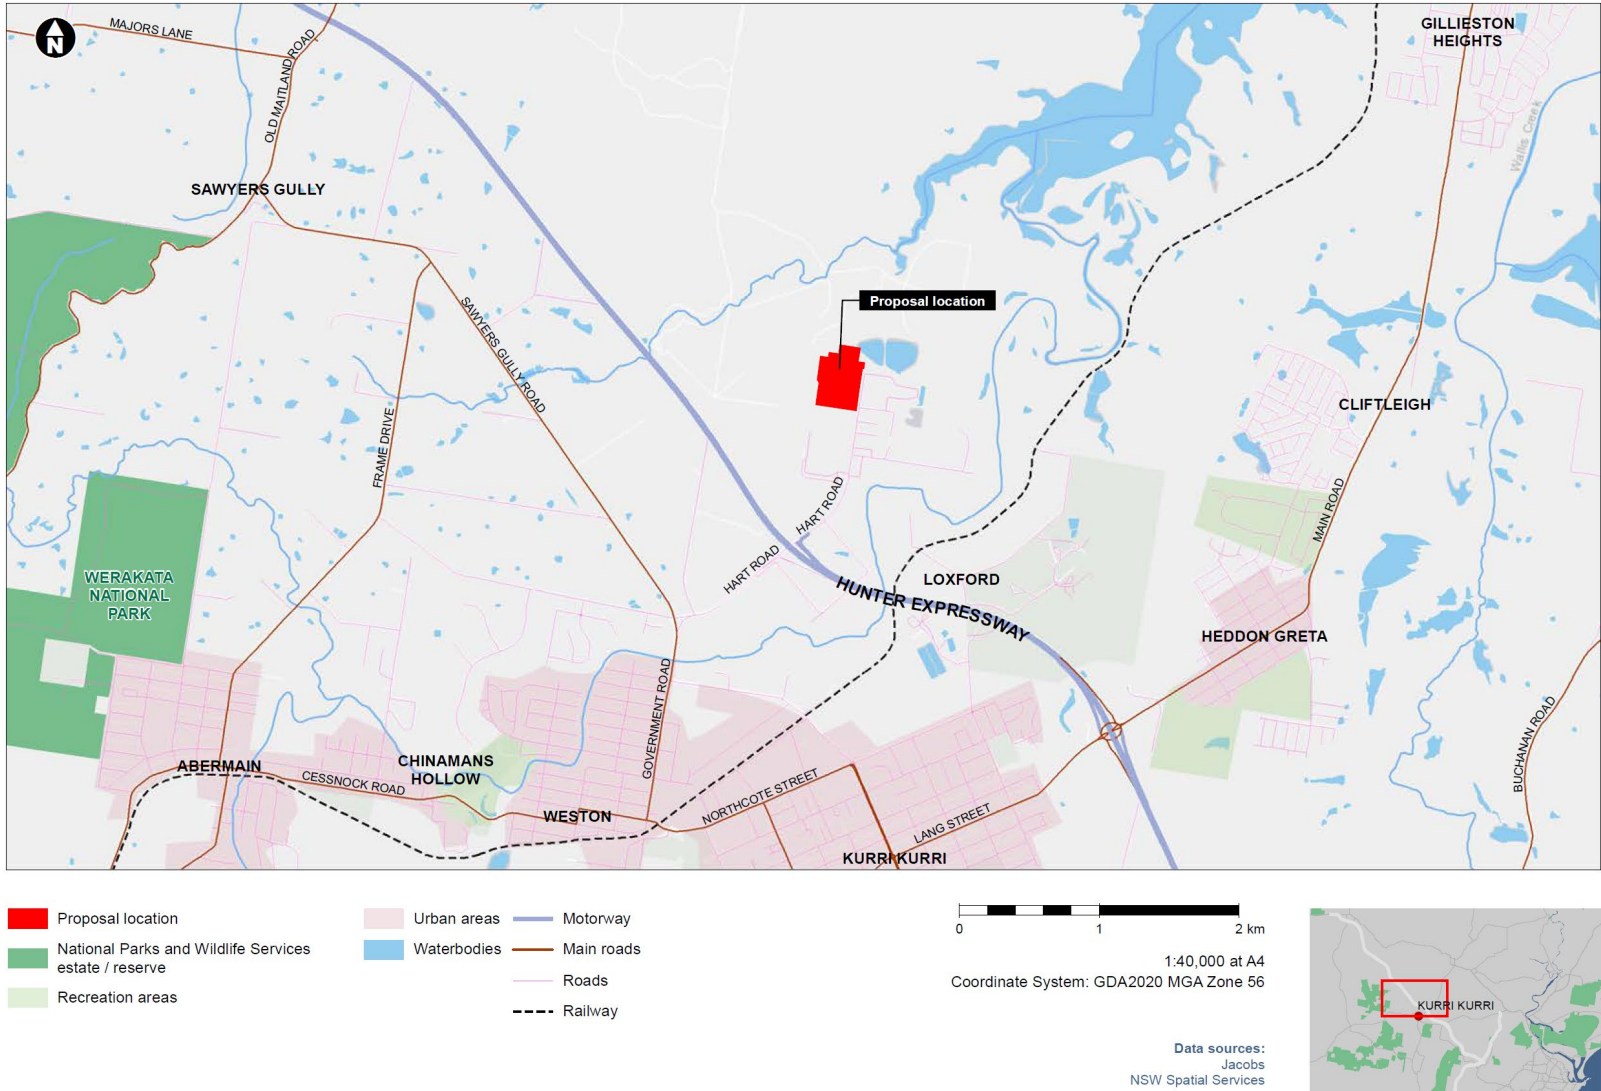 GILLIESTON
HEIGHTS
MAJORS LANE
N
OLD MAITLAND ROAD
Wallis Creek
SAWYERS GULLY
Proposal location
SAWYERS GULLY ROAD
CLIFTLEIGH
FRAME DRIVE
HART ROAD
MAIN ROAD
HART ROAD
WERAKATA
NATIONAL
PARK
LOXFORD
HUNTER EXPRESSWAY
HEDDON GRETA
GOVERNMENT ROAD
BUCHANAN ROAD
ABERMAIN
CHINAMANS
HOLLOW
CESSNOCK ROAD
NORTHCOTE STREET
WESTON
LANG STREET
KURRI KURRI
Proposal location
National Parks and Wildlife Services
estate / reserve
Recreation areas
Urban areas
Waterbodies
Motorway
Main roads
Roads
Railway
0 1 2 km
1:40,000 at A4
Coordinate System: GDA2020 MGA Zone 56
Data sources:
Jacobs
NSW Spatial Services
KURRI KURRI